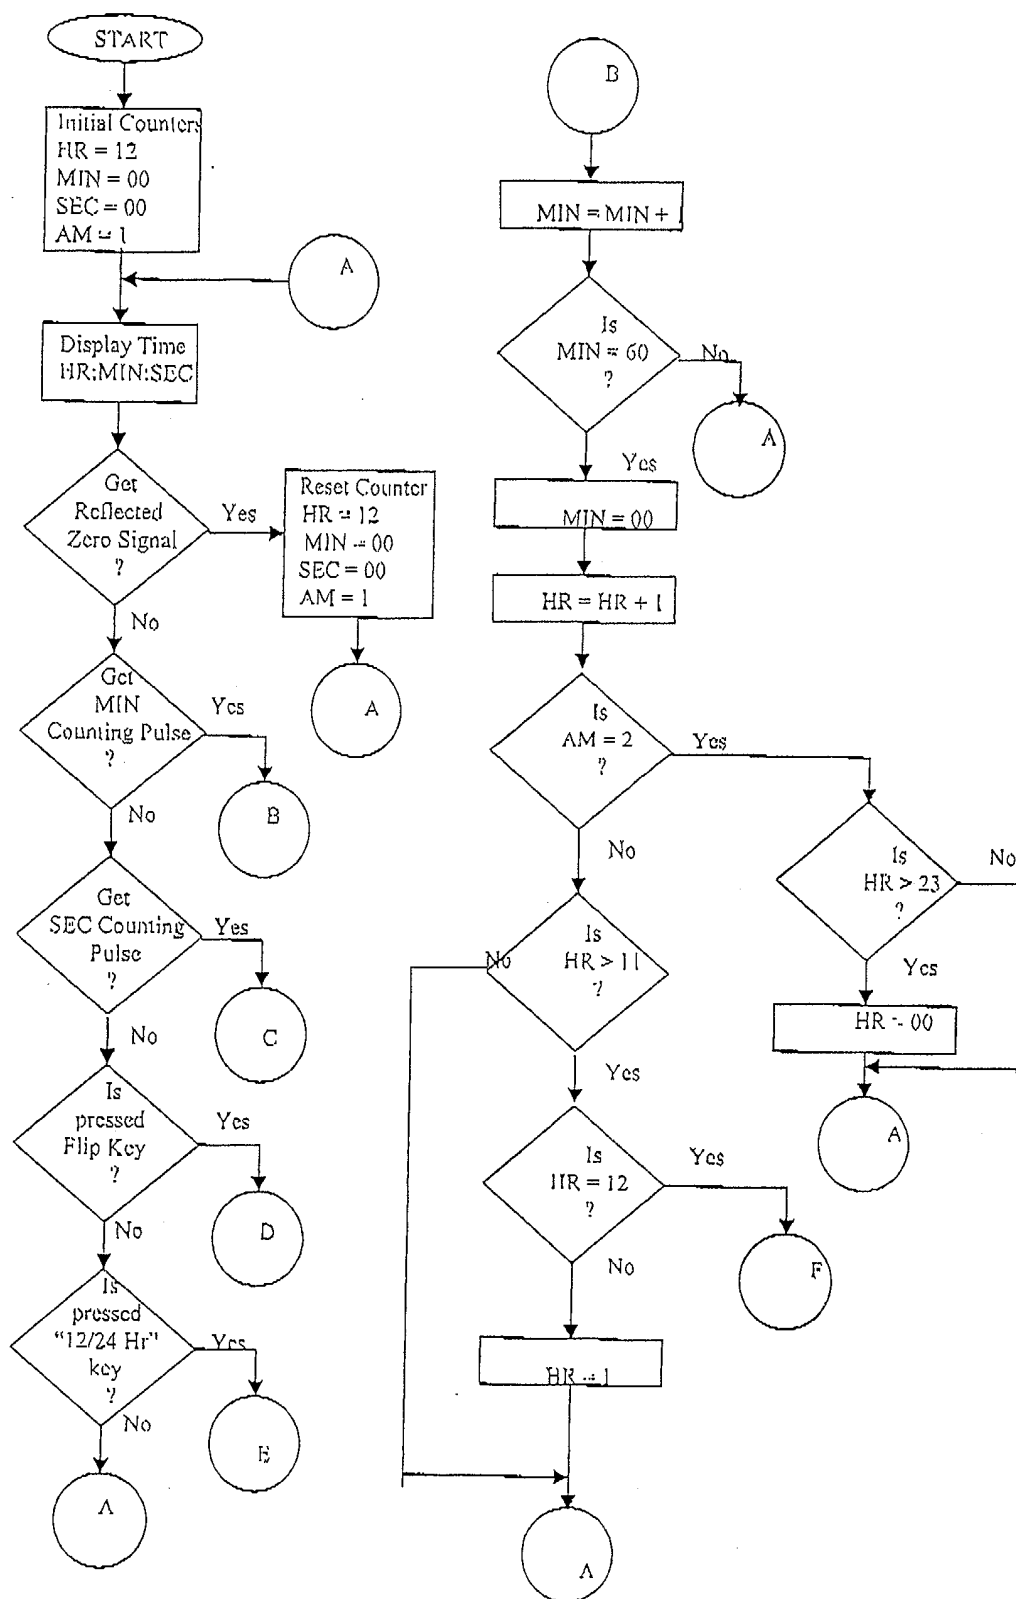 START
Initial Counters
HR = 12
MIN = 00
SEC = 00
AM = 1
A
Display Time
HR:MIN:SEC
Get
Reflected
Zero Signal
?
Yes
No
Reset Counter
HR = 12
MIN = 00
SEC = 00
AM = 1
A
Get
MIN
Counting Pulse
?
Yes
No
B
Get
SEC Counting
Pulse
?
Yes
No
C
Is
pressed
Flip Key
?
Yes
No
D
Is
pressed
"12/24 Hr"
key
?
Yes
No
E
A
B
MIN = MIN + 1
Is
MIN = 60
?
No
A
Yes
MIN = 00
HR = HR + 1
Is
AM = 2
?
Yes
No
Is
HR > 23
?
No
Yes
HR = 00
A
Is
HR > 11
?
No
Yes
Is
HR = 12
?
Yes
No
F
HR = 1
A